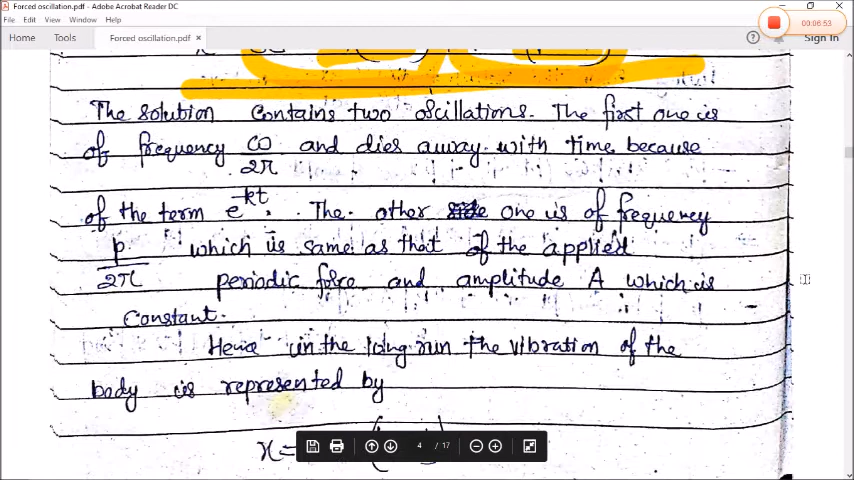 Forced oscillation.pdf - Adobe Acrobat Reader DC
File Edit View Window Help
Home Tools Forced oscillation.pdf × Sign In
00:06:53
The solution contains two oscillations. The first one is
of frequency ω/2π and dies away with time because
of the term e^-kt. The other one is of frequency
p/2π which is same as that of the applied
periodic force and amplitude A which is
Constant.
Hence in the long run the vibration of the
body is represented by
x=
4 / 17